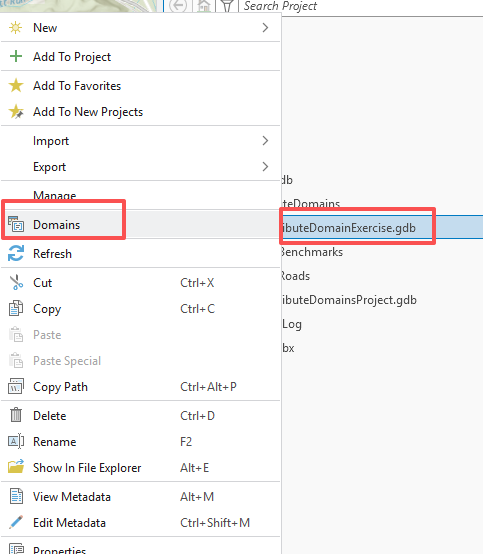 Search Project
New
Add To Project
Add To Favorites
Add To New Projects
Import
Export
Manage
Domains
Refresh
Cut Ctrl+X
Copy Ctrl+C
Paste
Paste Special
Copy Path Ctrl+Alt+P
Delete Ctrl+D
Rename F2
Show In File Explorer Alt+E
View Metadata Alt+M
Edit Metadata Ctrl+Shift+M
Properties
db
teDomains
ibuteDomainExercise.gdb
Benchmarks
Roads
ibuteDomainsProject.gdb
Log
bx